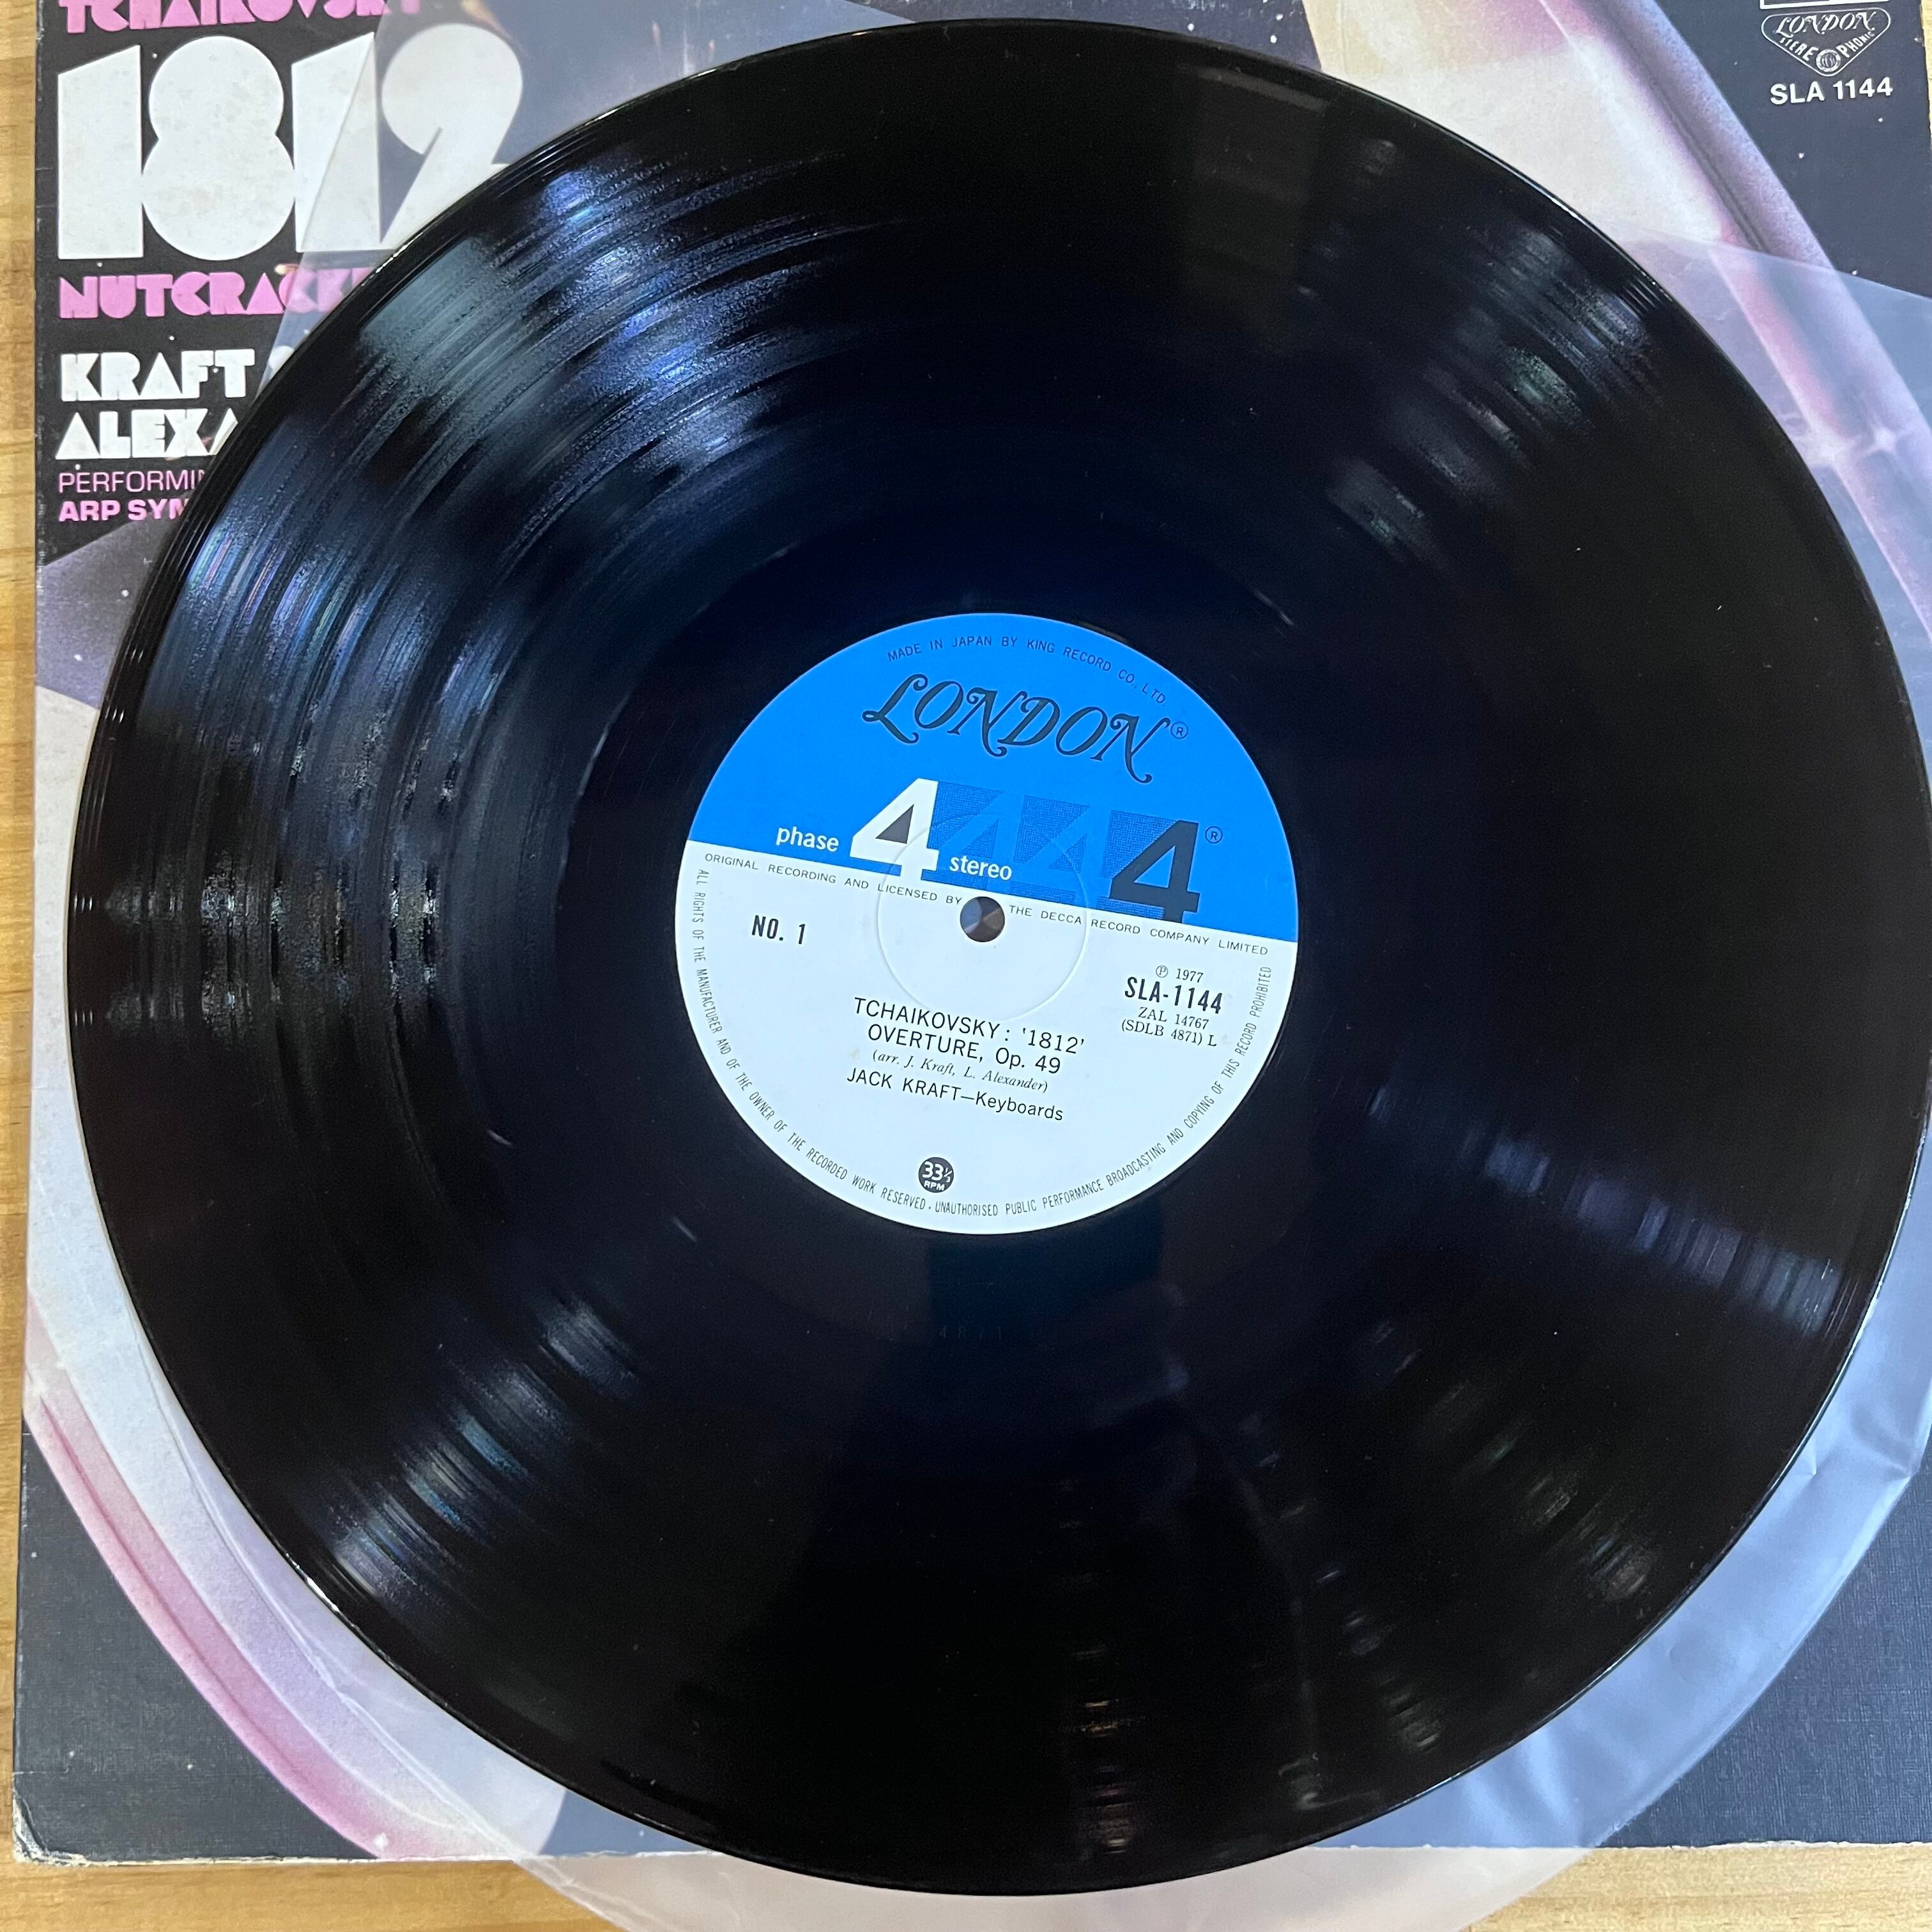 TCHAIKOVSKY
1812
NUTCRACK
KRAFT
ALEXA
PERFORMIN
ARP SYN
LONDON
STEREOPHONIC
SLA 1144
MADE IN JAPAN BY KING RECORD CO. LTD
LONDON®
phase 4 stereo 4 4 4®
ORIGINAL RECORDING AND LICENSED BY THE DECCA RECORD COMPANY LIMITED
NO. 1
℗ 1977
SLA-1144
ZAL 14767
(SDLB 4871) L
TCHAIKOVSKY: '1812'
OVERTURE, Op. 49
(arr. J. Kraft, L. Alexander)
JACK KRAFT—Keyboards
33⅓
RPM
ALL RIGHTS OF THE MANUFACTURER AND OF THE OWNER OF THE RECORDED WORK RESERVED. UNAUTHORISED PUBLIC PERFORMANCE BROADCASTING AND COPYING OF THIS RECORD PROHIBITED